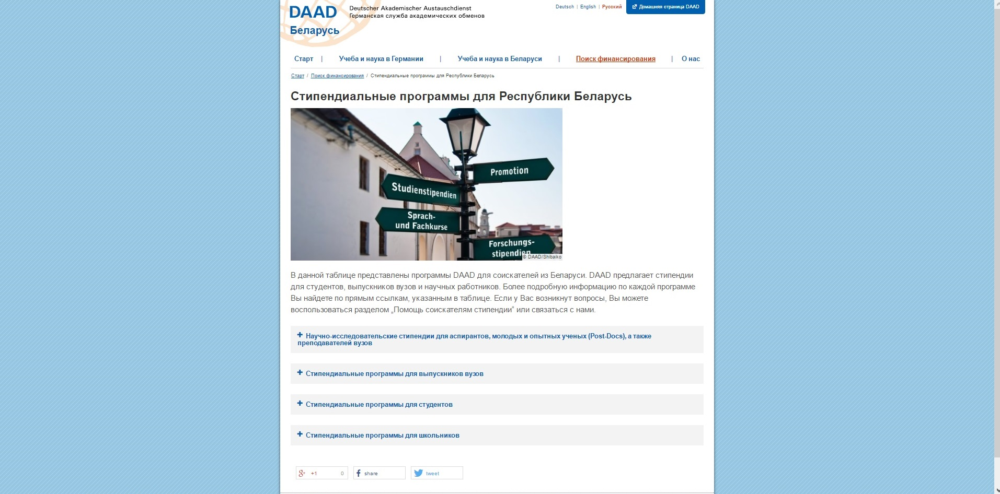 DAAD
Deutscher Akademischer Austauschdienst
Германская служба академических обменов
Беларусь
Deutsch | English | Русский
Домашняя страница DAAD
Старт | Учеба и наука в Германии | Учеба и наука в Беларуси | Поиск финансирования | О нас
Старт / Поиск финансирования / Стипендиальные программы для Республики Беларусь
Стипендиальные программы для Республики Беларусь
Promotion
Studienstipendien
Sprach-
und Fachkurse
Forschungs-
stipendien
© DAAD/Shibaiko
В данной таблице представлены программы DAAD для соискателей из Беларуси. DAAD предлагает стипендии
для студентов, выпускников вузов и научных работников. Более подробную информацию по каждой программе
Вы найдете по прямым ссылкам, указанным в таблице. Если у Вас возникнут вопросы, Вы можете
воспользоваться разделом „Помощь соискателям стипендии“ или связаться с нами.
+ Научно-исследовательские стипендии для аспирантов, молодых и опытных ученых (Post-Docs), а также
преподавателей вузов
+ Стипендиальные программы для выпускников вузов
+ Стипендиальные программы для студентов
+ Стипендиальные программы для школьников
g+ +1 0
f share
tweet